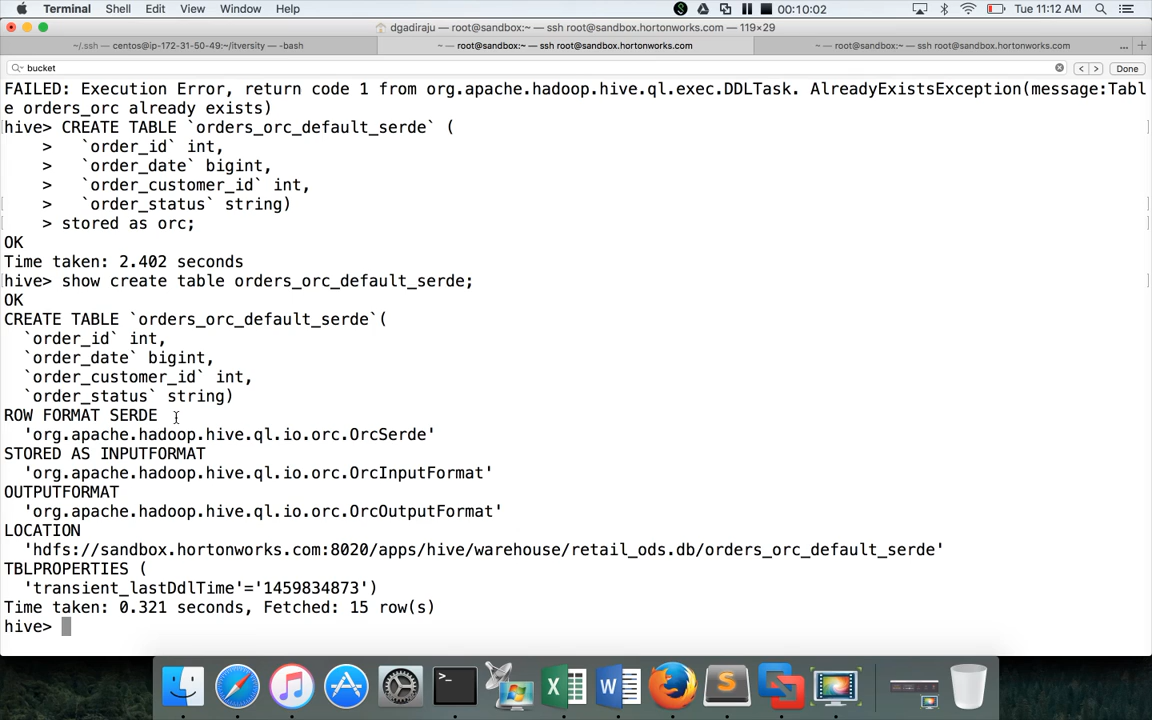 Terminal Shell Edit View Window Help 00:10:02 Tue 11:12 AM
dgadiraju — root@sandbox:~ — ssh root@sandbox.hortonworks.com — 119×29
~/.ssh — centos@ip-172-31-50-49:~/itversity — -bash ~ — root@sandbox:~ — ssh root@sandbox.hortonworks.com ~ — root@sandbox:~ — ssh root@sandbox.hortonworks.com ... +
bucket < > Done
FAILED: Execution Error, return code 1 from org.apache.hadoop.hive.ql.exec.DDLTask. AlreadyExistsException(message:Tabl
e orders_orc already exists)
hive> CREATE TABLE `orders_orc_default_serde` (
    >   `order_id` int,
    >   `order_date` bigint,
    >   `order_customer_id` int,
    >   `order_status` string)
    > stored as orc;
OK
Time taken: 2.402 seconds
hive> show create table orders_orc_default_serde;
OK
CREATE TABLE `orders_orc_default_serde`(
  `order_id` int,
  `order_date` bigint,
  `order_customer_id` int,
  `order_status` string)
ROW FORMAT SERDE
  'org.apache.hadoop.hive.ql.io.orc.OrcSerde'
STORED AS INPUTFORMAT
  'org.apache.hadoop.hive.ql.io.orc.OrcInputFormat'
OUTPUTFORMAT
  'org.apache.hadoop.hive.ql.io.orc.OrcOutputFormat'
LOCATION
  'hdfs://sandbox.hortonworks.com:8020/apps/hive/warehouse/retail_ods.db/orders_orc_default_serde'
TBLPROPERTIES (
  'transient_lastDdlTime'='1459834873')
Time taken: 0.321 seconds, Fetched: 15 row(s)
hive>